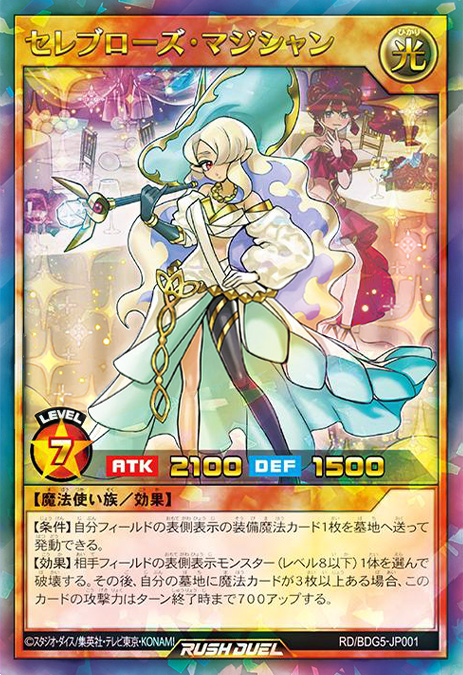 セレブローズ・マジシャン
ひかり
光
LEVEL
7
ATK 2100 DEF 1500
【魔法使い族／効果】
【条件】自分フィールドの表側表示の装備魔法カード1枚を墓地へ送って
発動できる。
【効果】相手フィールドの表側表示モンスター(レベル8以下)1体を選んで
破壊する。その後、自分の墓地に魔法カードが3枚以上ある場合、この
カードの攻撃力はターン終了時まで700アップする。
©スタジオ・ダイス/集英社・テレビ東京・KONAMI RUSH DUEL RD/BDG5-JP001